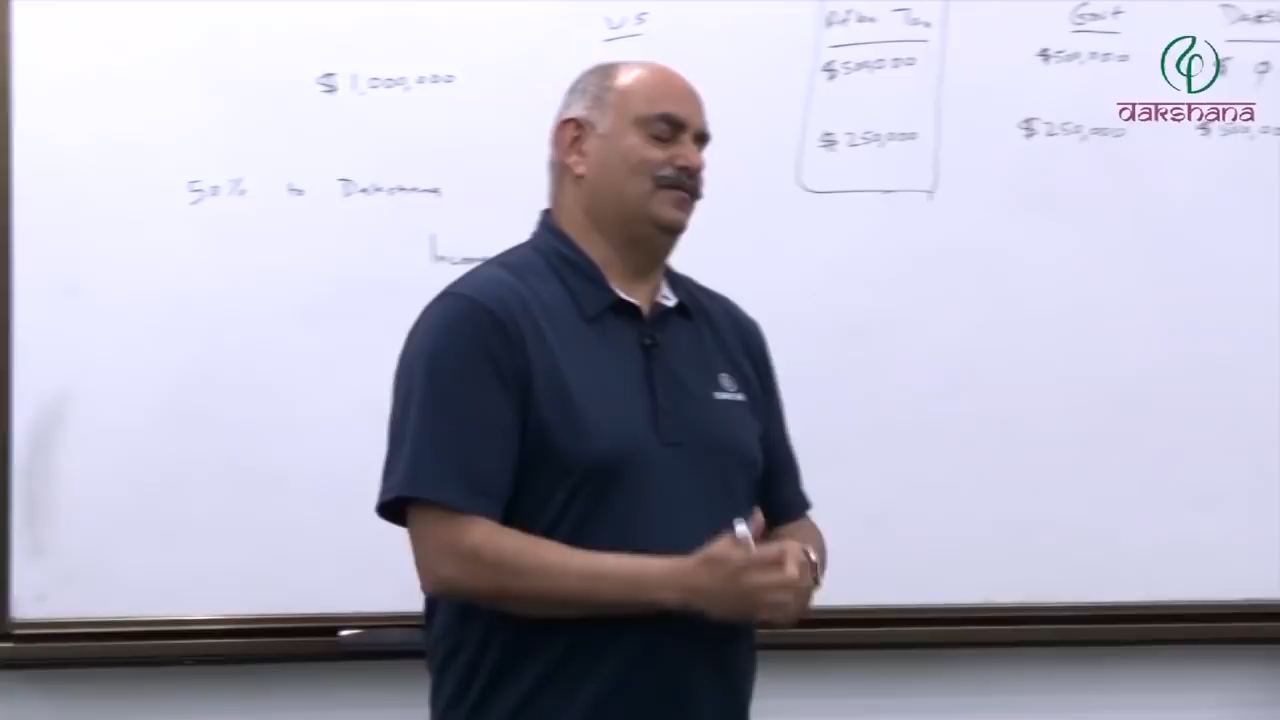 US After Tax Govt
$1,000,000 $500,000 $500,000 $ 0
dakshana
$250,000 $250,000
50% to Dakshana